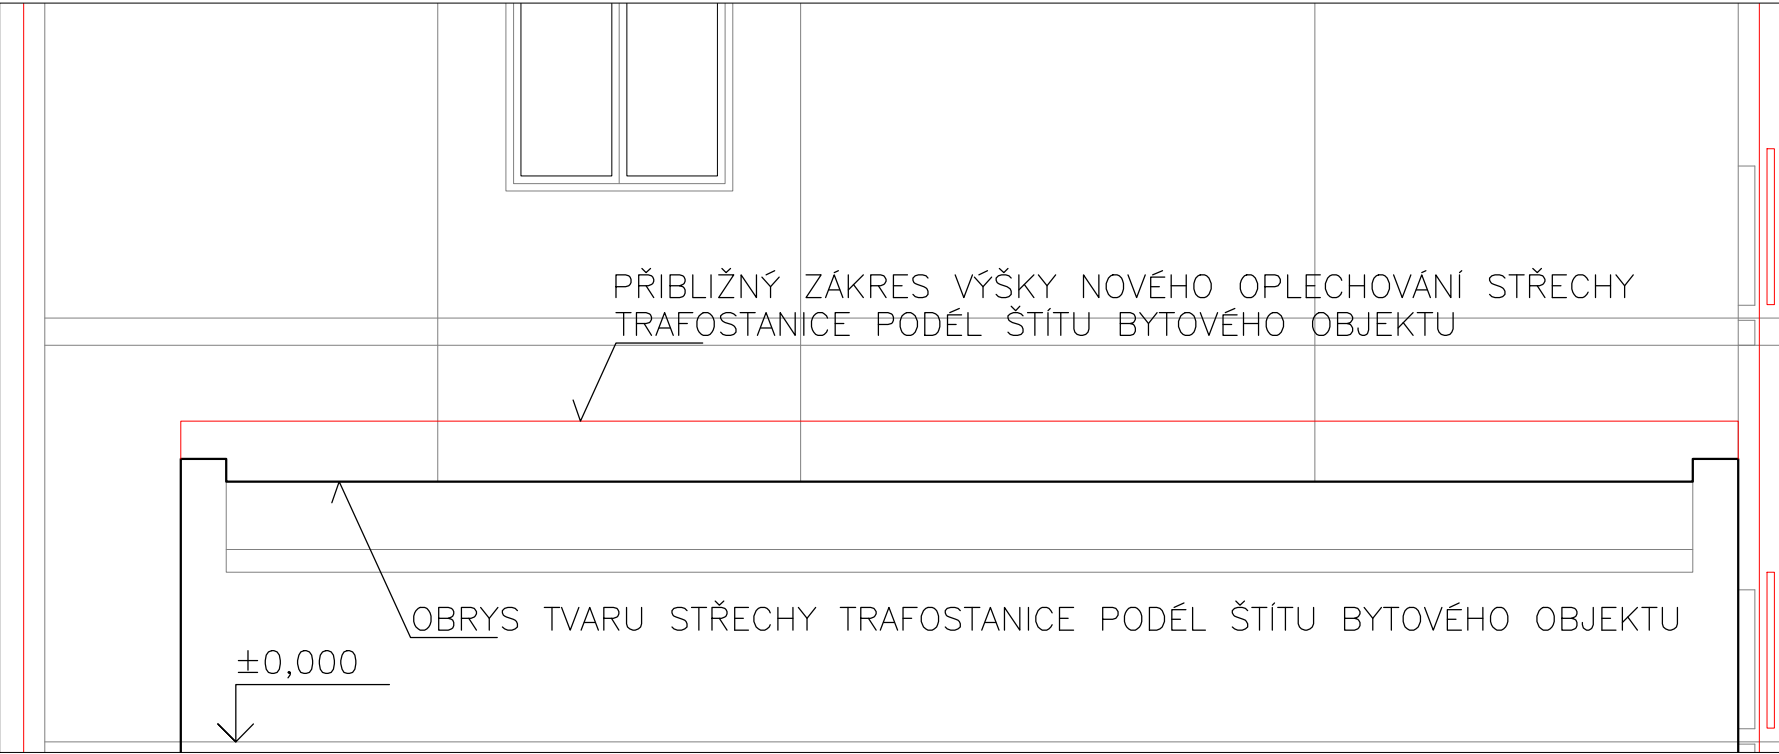 PŘIBLIŽNÝ ZÁKRES VÝŠKY NOVÉHO OPLECHOVÁNÍ STŘECHY
TRAFOSTANICE PODÉL ŠTÍTU BYTOVÉHO OBJEKTU
OBRYS TVARU STŘECHY TRAFOSTANICE PODÉL ŠTÍTU BYTOVÉHO OBJEKTU
±0,000